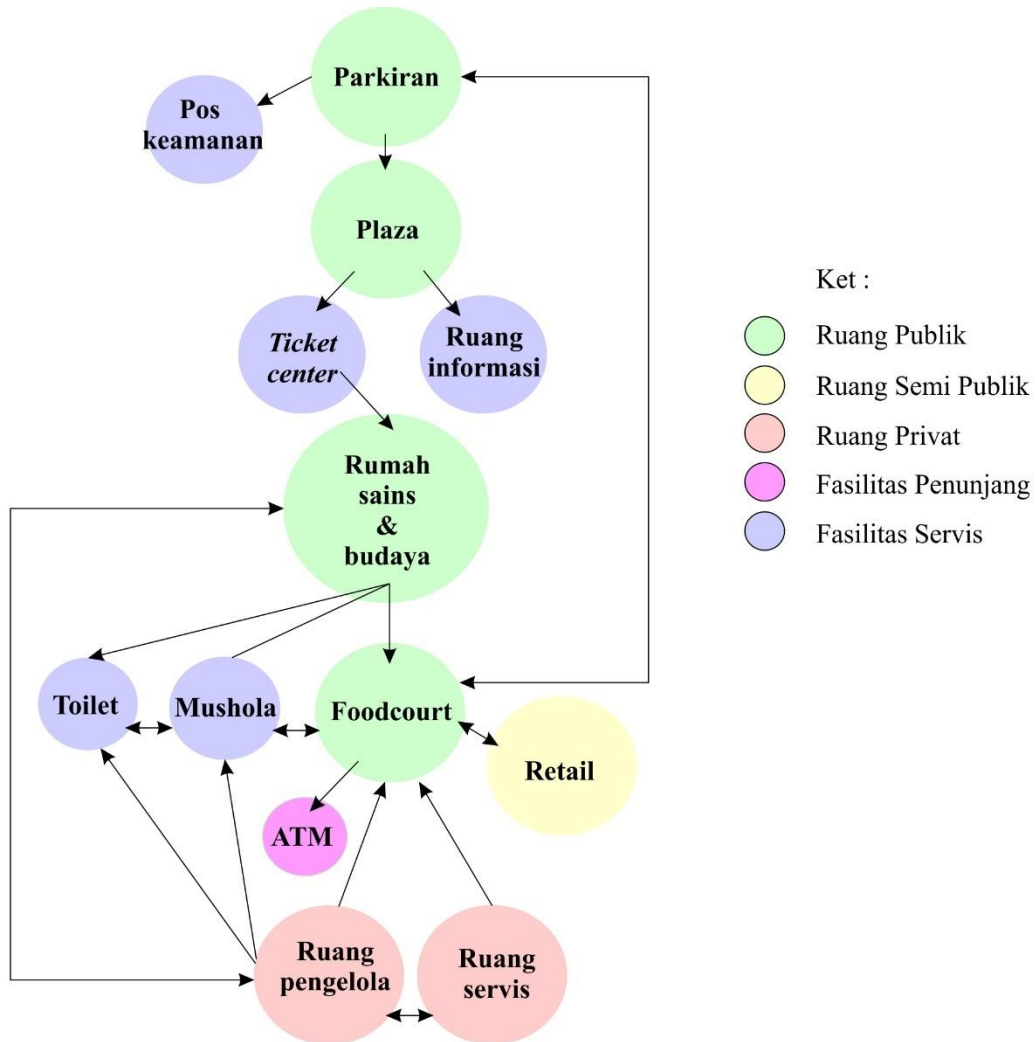 Parkiran
Pos
keamanan
Plaza
Ticket
center
Ruang
informasi
Ket :
Ruang Publik
Ruang Semi Publik
Ruang Privat
Fasilitas Penunjang
Fasilitas Servis
Rumah
sains
&
budaya
Toilet
Mushola
Foodcourt
Retail
ATM
Ruang
pengelola
Ruang
servis